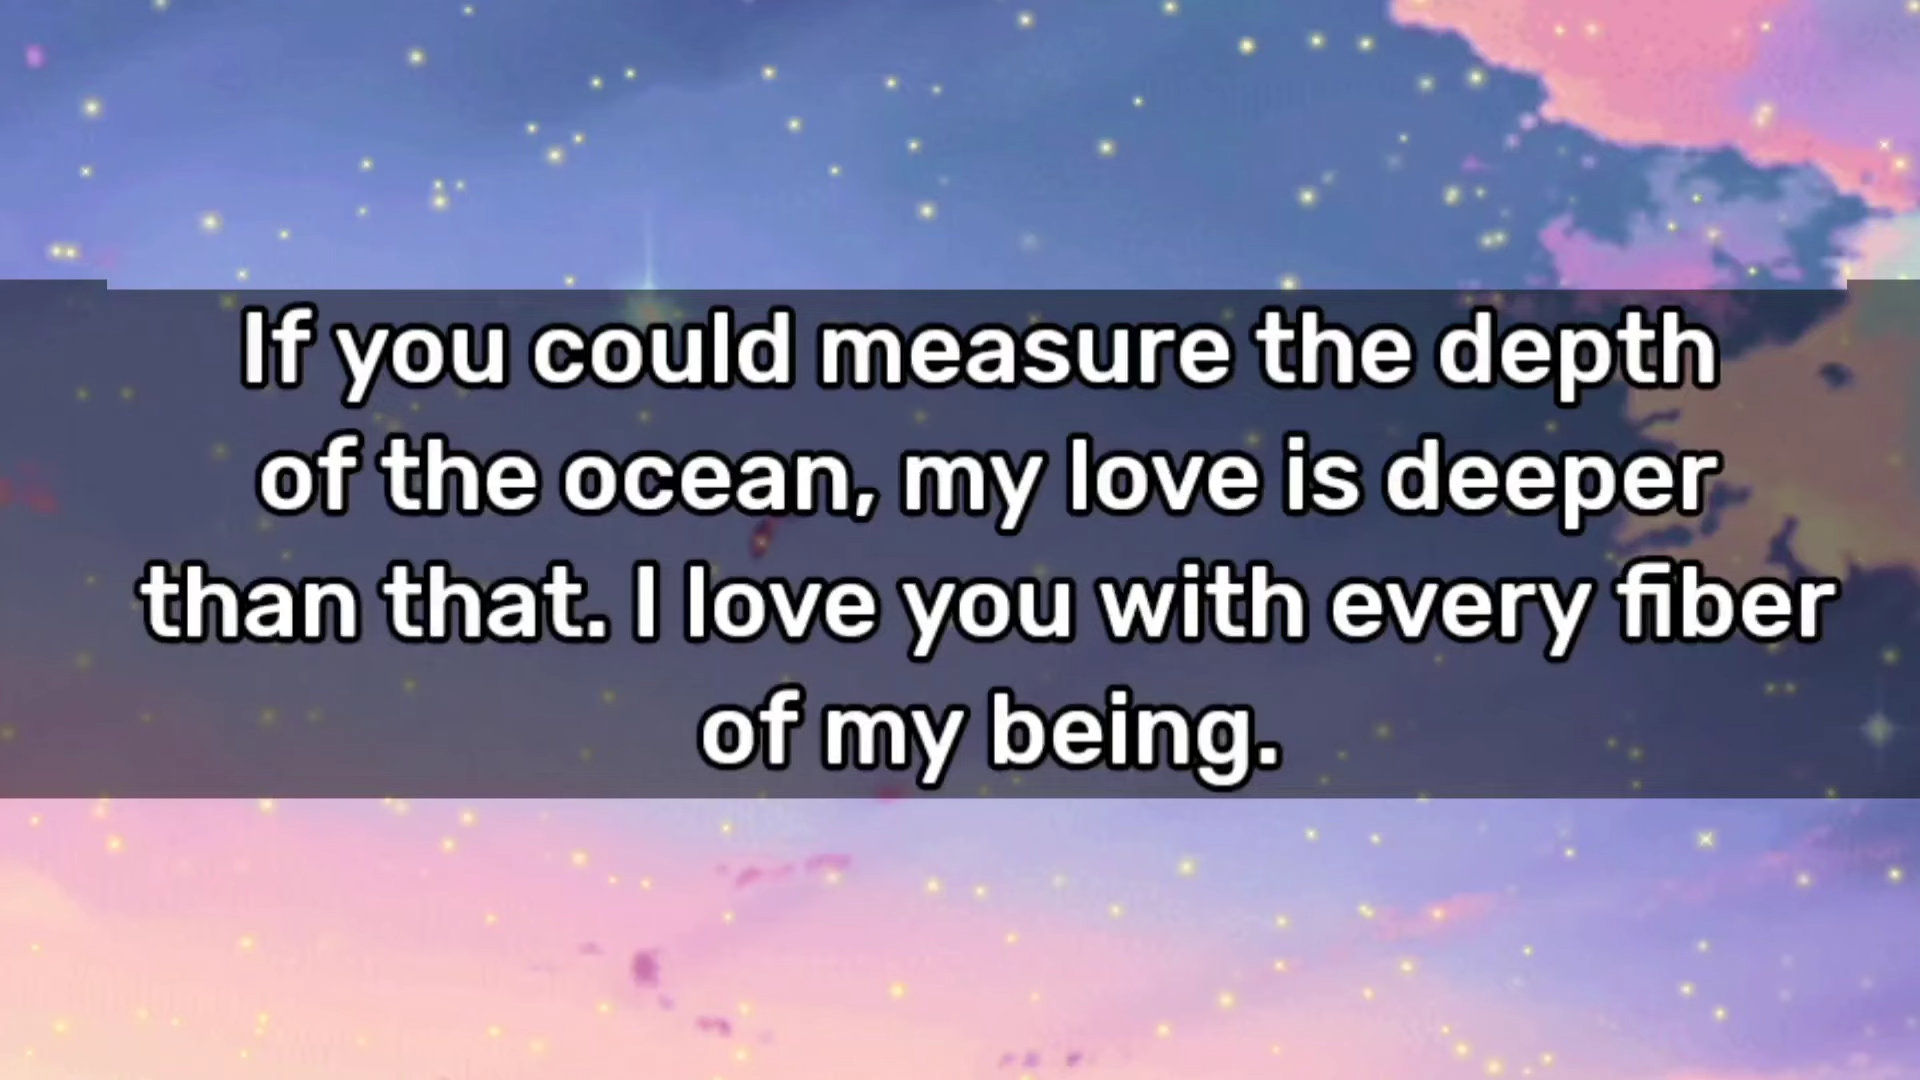 If you could measure the depth
of the ocean, my love is deeper
than that. I love you with every fiber
of my being.